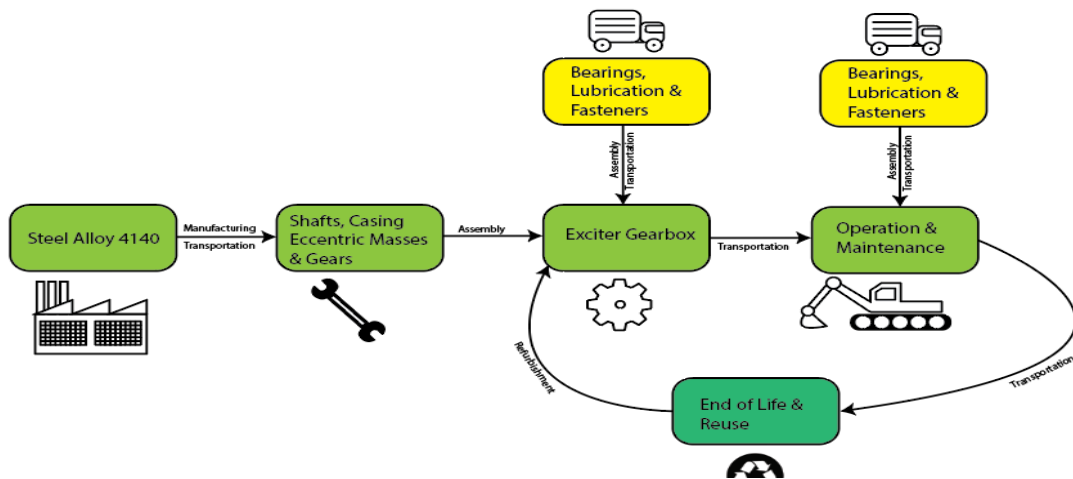 Bearings,
Lubrication &
Fasteners
Bearings,
Lubrication &
Fasteners
Assembly
Transportation
Assembly
Transportation
Steel Alloy 4140
Manufacturing
Transportation
Shafts, Casing
Eccentric Masses
& Gears
Assembly
Exciter Gearbox
Transportation
Operation &
Maintenance
Refurbishment
Transportation
End of Life &
Reuse